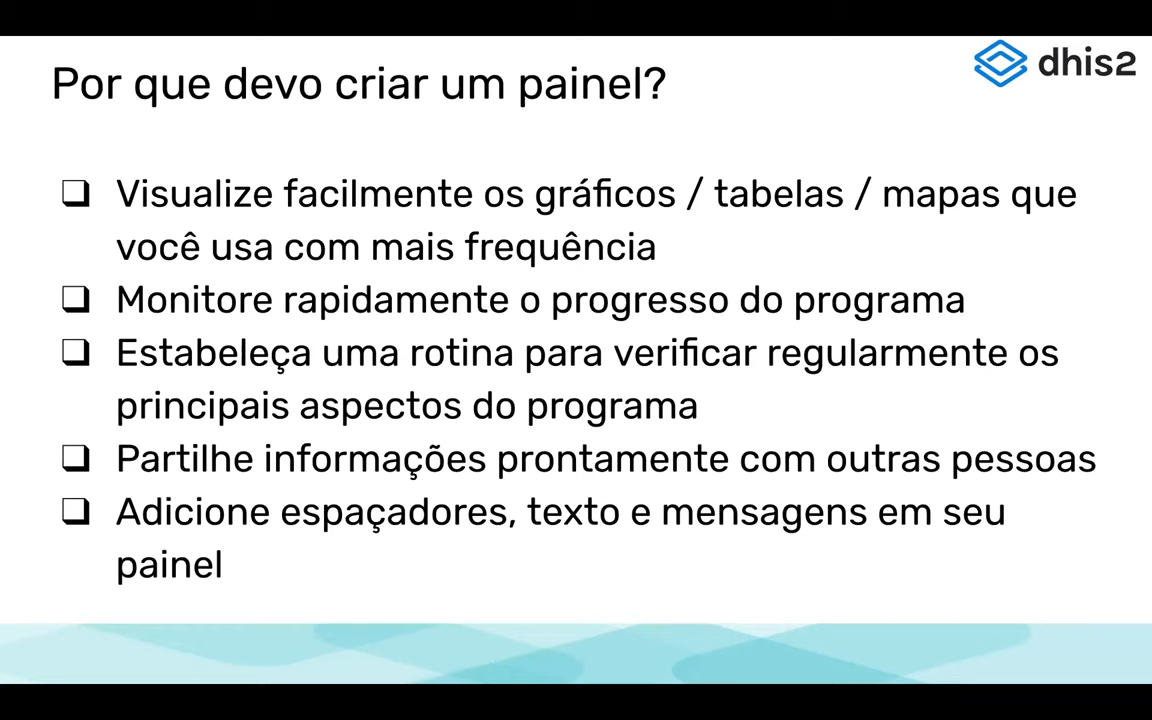 Por que devo criar um painel?
dhis2
❑ Visualize facilmente os gráficos / tabelas / mapas que
você usa com mais frequência
❑ Monitore rapidamente o progresso do programa
❑ Estabeleça uma rotina para verificar regularmente os
principais aspectos do programa
❑ Partilhe informações prontamente com outras pessoas
❑ Adicione espaçadores, texto e mensagens em seu
painel